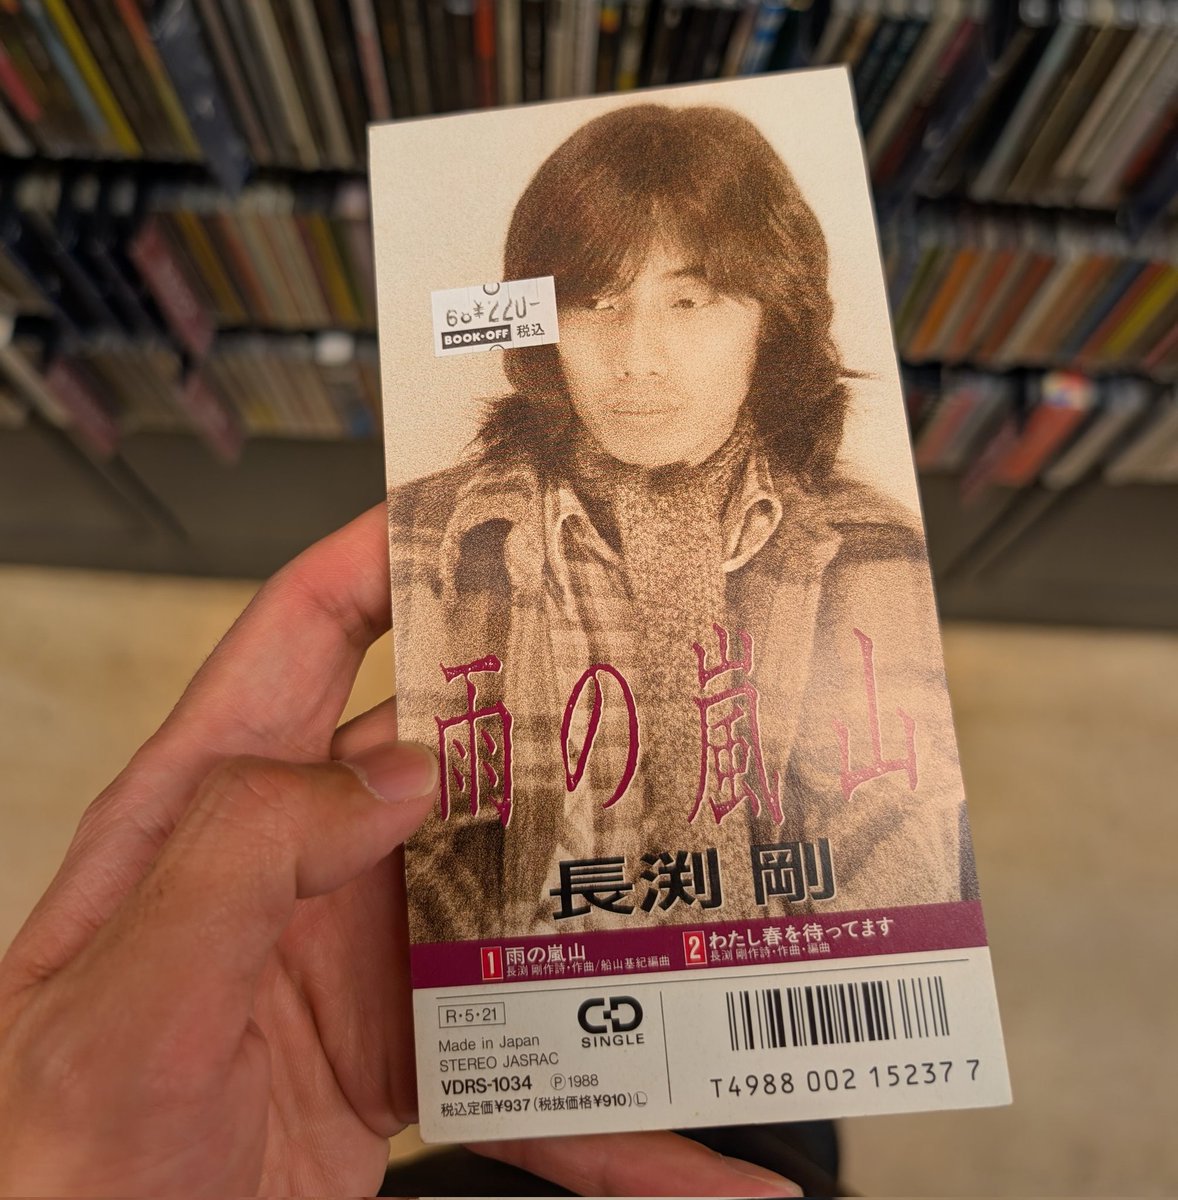 68 ¥220-
BOOK・OFF 税込
雨の嵐山
長渕 剛
1 雨の嵐山
長渕 剛作詩・作曲/船山基紀編曲
2 わたし春を待ってます
長渕 剛作詩・作曲・編曲
R・5・21
Made in Japan
STEREO JASRAC
VDRS-1034 Ⓟ1988
税込定価¥937(税抜価格¥910)Ⓛ
CD
SINGLE
T4988 002 15237 7